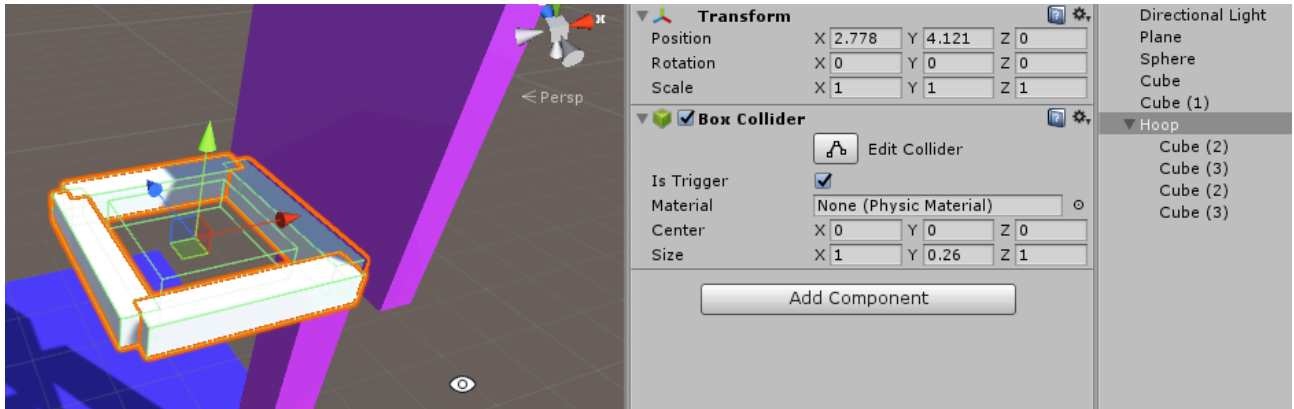 x
Persp
Transform
Position X 2.778 Y 4.121 Z 0
Rotation X 0 Y 0 Z 0
Scale X 1 Y 1 Z 1
Box Collider
Edit Collider
Is Trigger
Material None (Physic Material)
Center X 0 Y 0 Z 0
Size X 1 Y 0.26 Z 1
Add Component
Directional Light
Plane
Sphere
Cube
Cube (1)
Hoop
Cube (2)
Cube (3)
Cube (2)
Cube (3)